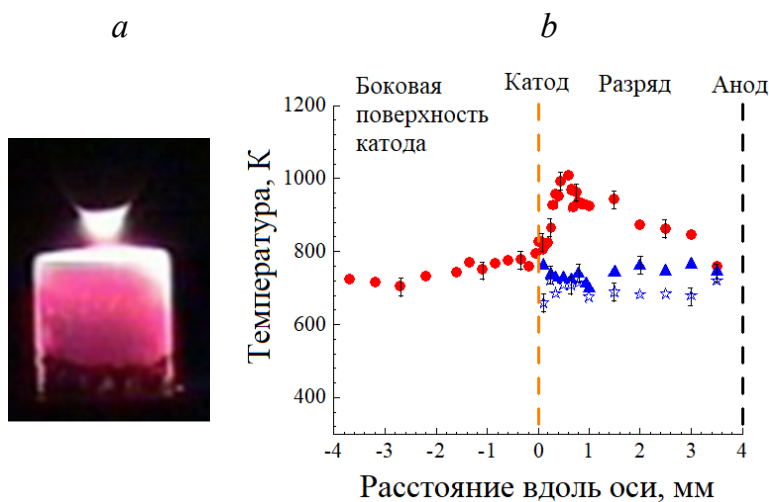 a
b
Боковая
поверхность
катода
Катод
Разряд
Анод
Температура, К
1200
1000
800
600
400
-4 -3 -2 -1 0 1 2 3 4
Расстояние вдоль оси, мм